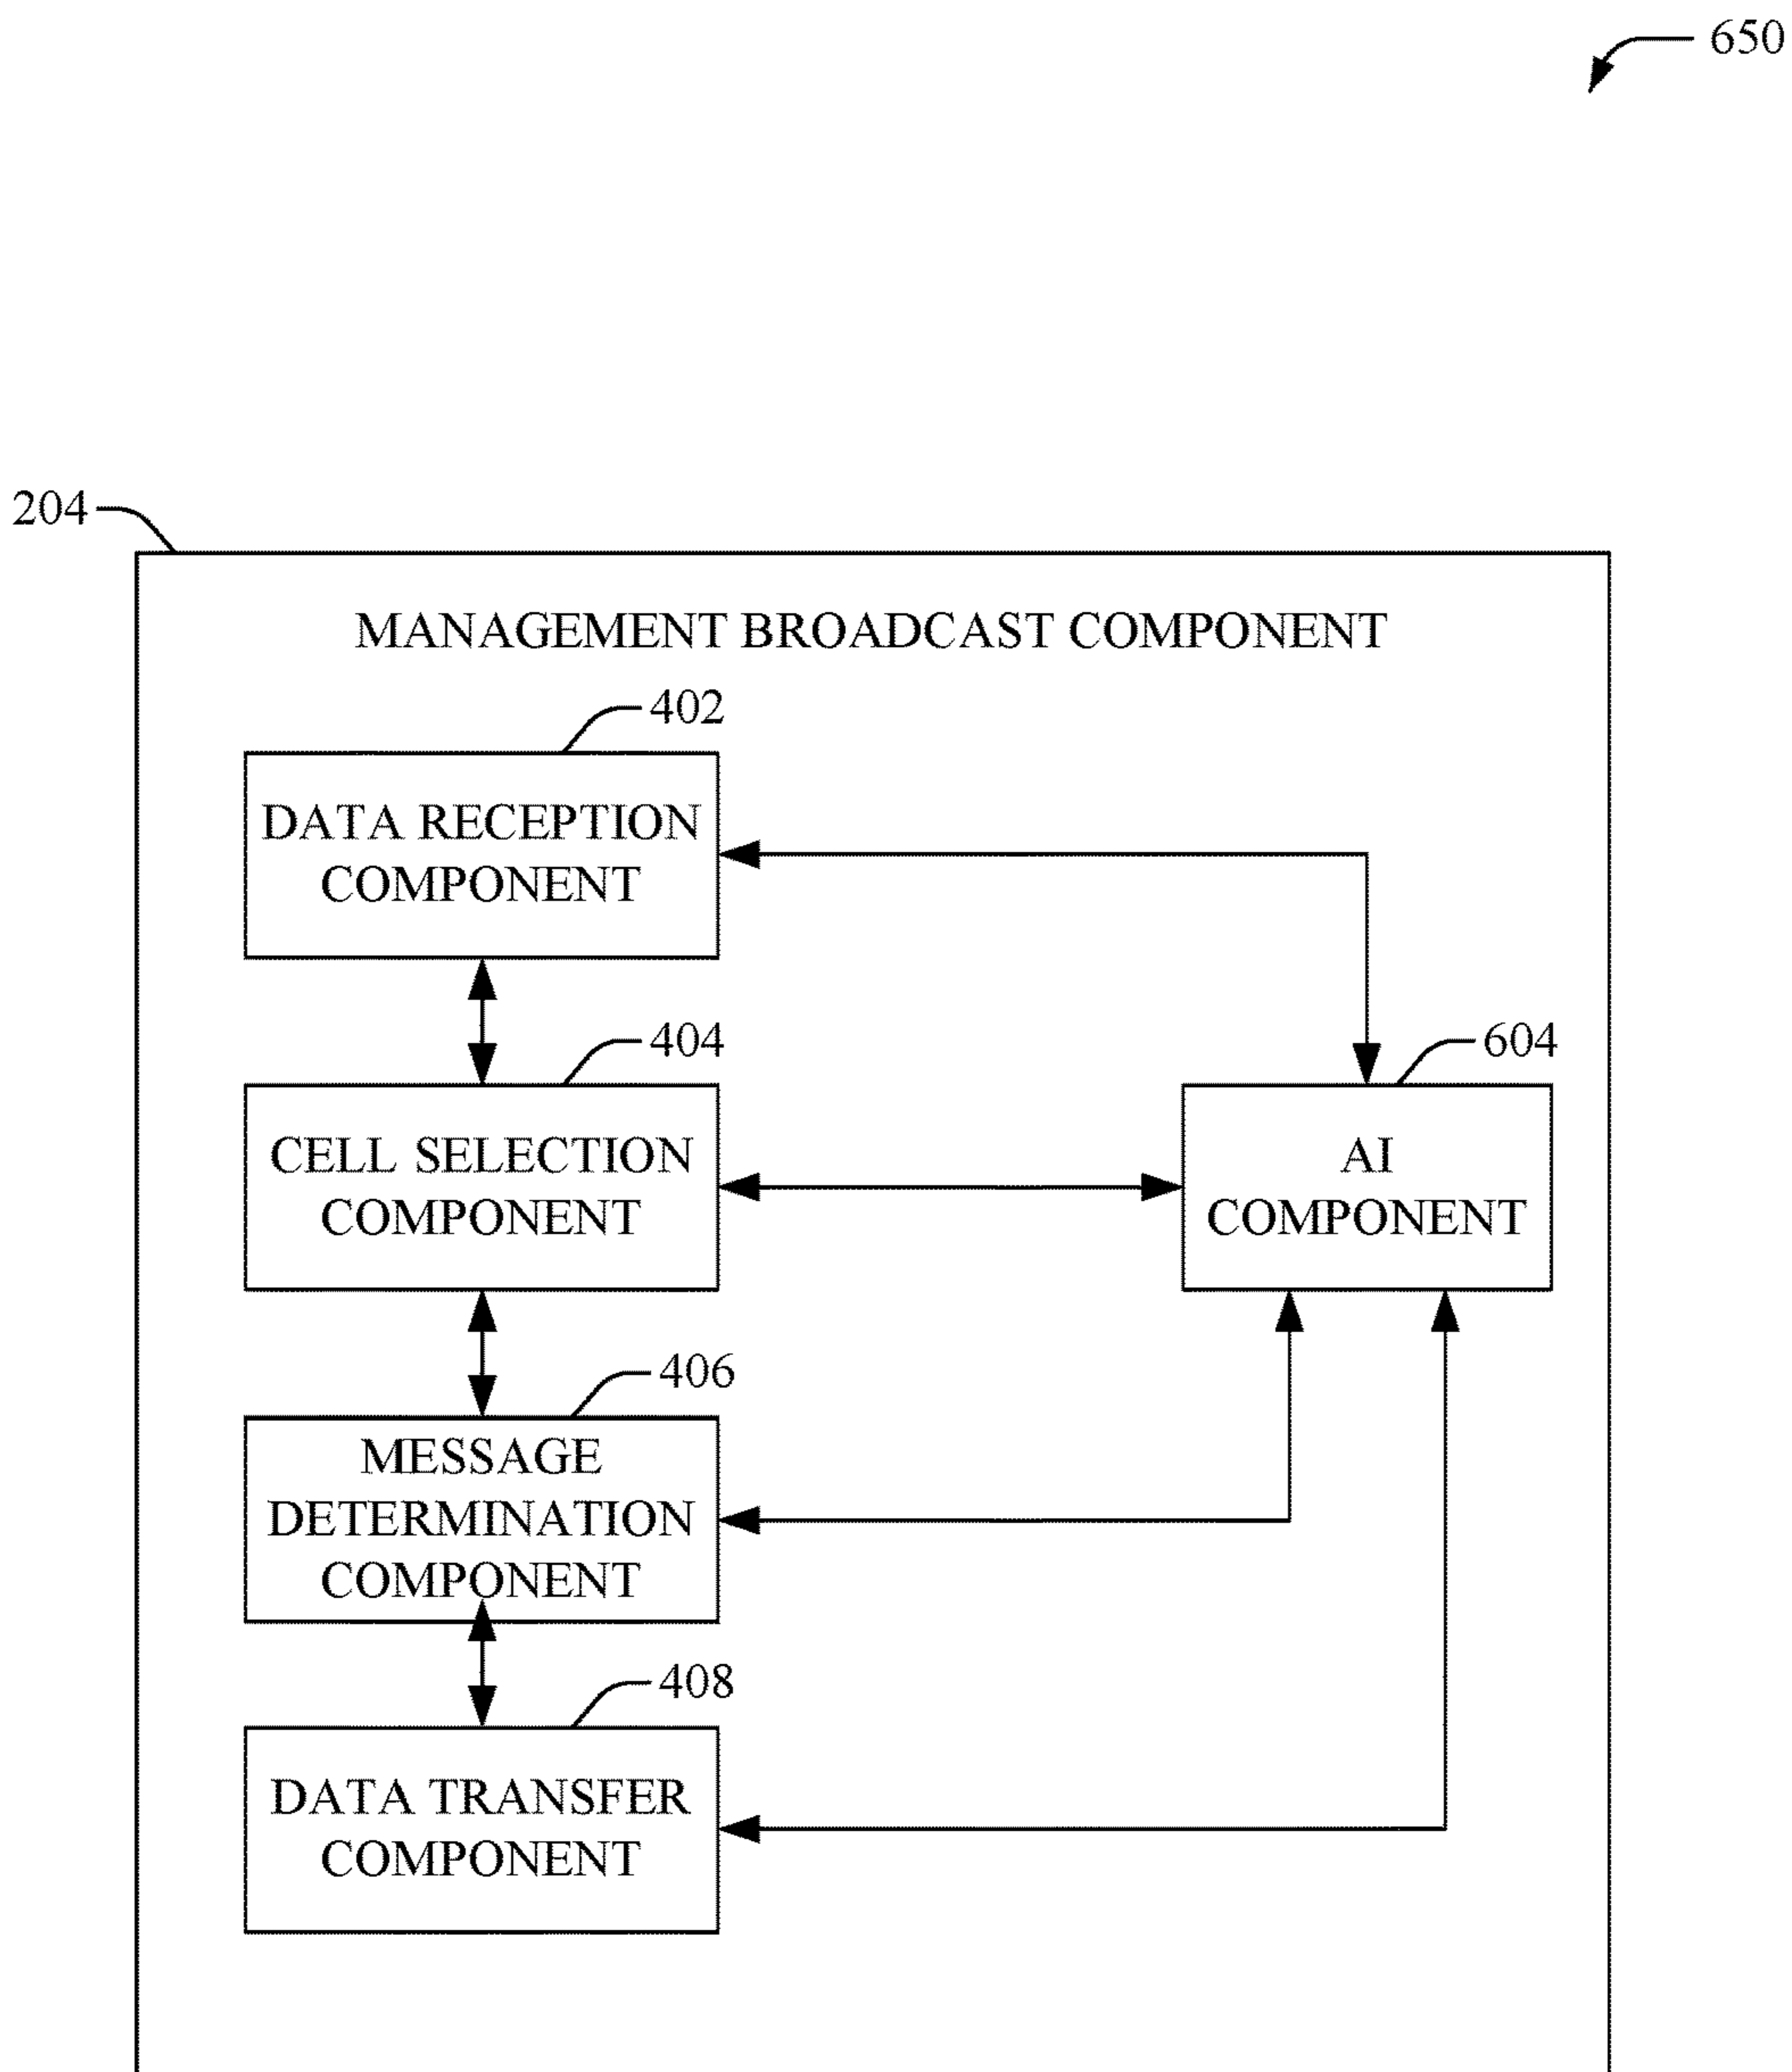 650
204
MANAGEMENT BROADCAST COMPONENT
402
DATA RECEPTION
COMPONENT
404
604
CELL SELECTION
COMPONENT
AI
COMPONENT
406
MESSAGE
DETERMINATION
COMPONENT
408
DATA TRANSFER
COMPONENT